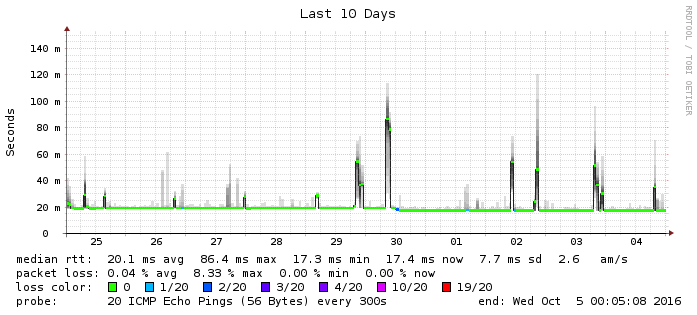 Last 10 Days
RRDTOOL / TOBI OETIKER
Seconds
140 m
120 m
100 m
80 m
60 m
40 m
20 m
0
25 26 27 28 29 30 01 02 03 04
median rtt: 20.1 ms avg 86.4 ms max 17.3 ms min 17.4 ms now 7.7 ms sd 2.6 am/s
packet loss: 0.04 % avg 8.33 % max 0.00 % min 0.00 % now
loss color: 0 1/20 2/20 3/20 4/20 10/20 19/20
probe: 20 ICMP Echo Pings (56 Bytes) every 300s end: Wed Oct 5 00:05:08 2016